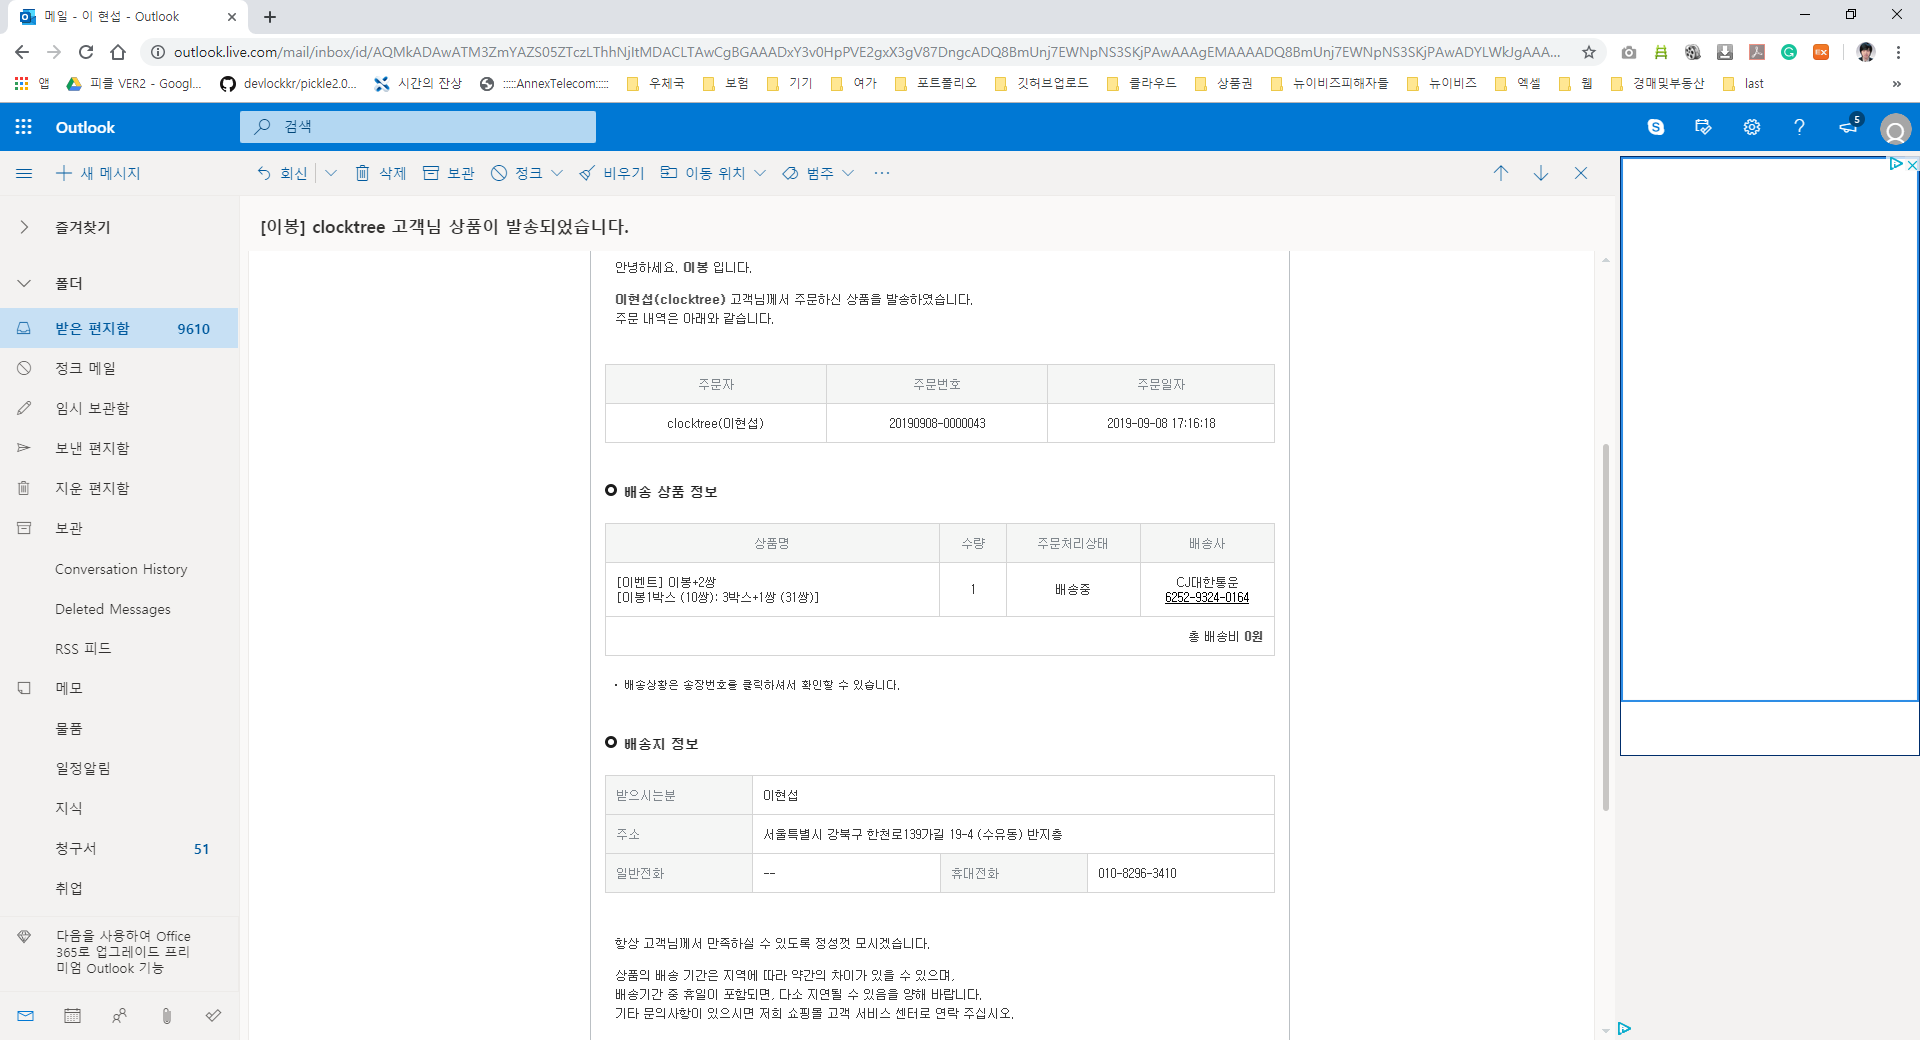 메일 - 이 현섭 - Outlook
outlook.live.com/mail/inbox/id/AQMkADAwATM3ZmYAZS05ZTczLThhNjItMDACLTAwCgBGAAADxY3v0HpPVE2gxX3gV87DngcADQ8BmUnj7EWNpNS3SKjPAwAAAgEMAAAADQ8BmUnj7EWNpNS3SKjPAwADYLWkJgAAA...
앱
피클 VER2 - Googl...
devlockkr/pickle2.0...
시간의 잔상
:::::AnnexTelecom:::::
우체국
보험
기기
여가
포트폴리오
깃허브업로드
클라우드
상품권
뉴이비즈피해자들
뉴이비즈
엑셀
웹
경매및부동산
last
»
Outlook
검색
5
새 메시지
회신
삭제
보관
정크
비우기
이동 위치
범주
즐겨찾기
[이봉] clocktree 고객님 상품이 발송되었습니다.
폴더
받은 편지함 9610
정크 메일
임시 보관함
보낸 편지함
지운 편지함
보관
Conversation History
Deleted Messages
RSS 피드
메모
물품
일정알림
지식
청구서 51
취업
다음을 사용하여 Office
365로 업그레이드 프리
미엄 Outlook 기능
안녕하세요. 이봉 입니다.
이현섭(clocktree) 고객님께서 주문하신 상품을 발송하였습니다.
주문 내역은 아래와 같습니다.
주문자 주문번호 주문일자
clocktree(이현섭) 20190908-0000043 2019-09-08 17:16:18
배송 상품 정보
상품명 수량 주문처리상태 배송사
[이벤트] 이봉+2쌍
[이봉1박스 (10쌍): 3박스+1쌍 (31쌍)]
1 배송중
CJ대한통운
6252-9324-0164
총 배송비 0원
· 배송상황은 송장번호를 클릭하셔서 확인할 수 있습니다.
배송지 정보
받으시는분 이현섭
주소 서울특별시 강북구 한천로139가길 19-4 (수유동) 반지층
일반전화 -- 휴대전화 010-8296-3410
항상 고객님께서 만족하실 수 있도록 정성껏 모시겠습니다.
상품의 배송 기간은 지역에 따라 약간의 차이가 있을 수 있으며,
배송기간 중 휴일이 포함되면, 다소 지연될 수 있음을 양해 바랍니다.
기타 문의사항이 있으시면 저희 쇼핑몰 고객 서비스 센터로 연락 주십시오.